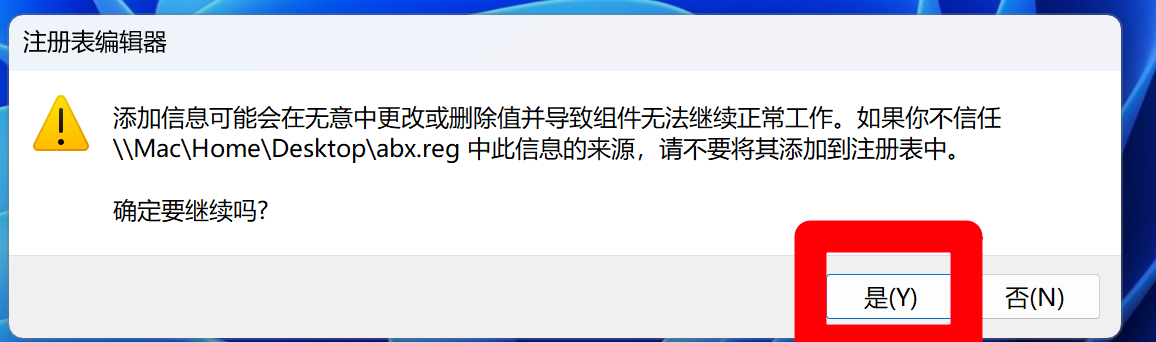 注册表编辑器
添加信息可能会在无意中更改或删除值并导致组件无法继续正常工作。如果你不信任
\\Mac\Home\Desktop\abx.reg 中此信息的来源，请不要将其添加到注册表中。
确定要继续吗?
是(Y) 否(N)